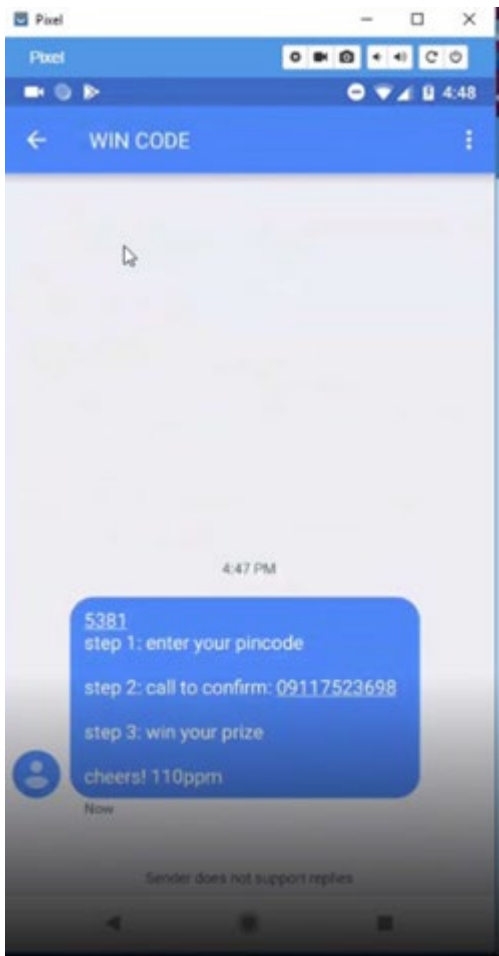 Pixel
Pixel
4:48
WIN CODE
4:47 PM
5381
step 1: enter your pincode
step 2: call to confirm: 09117523698
step 3: win your prize
cheers! 110ppm
Now
Sender does not support replies